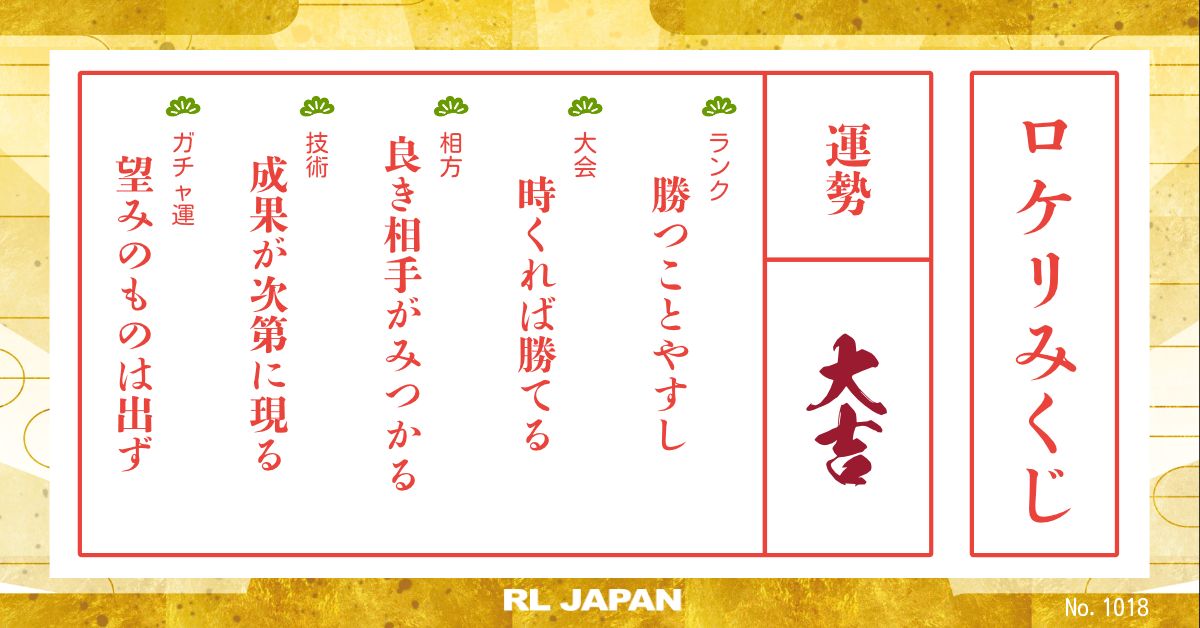 ロケリみくじ
運勢
大吉
ランク
勝つことやすし
大会
時くれば勝てる
相方
良き相手がみつかる
技術
成果が次第に現る
ガチャ運
望みのものは出ず
RL JAPAN
No. 1018